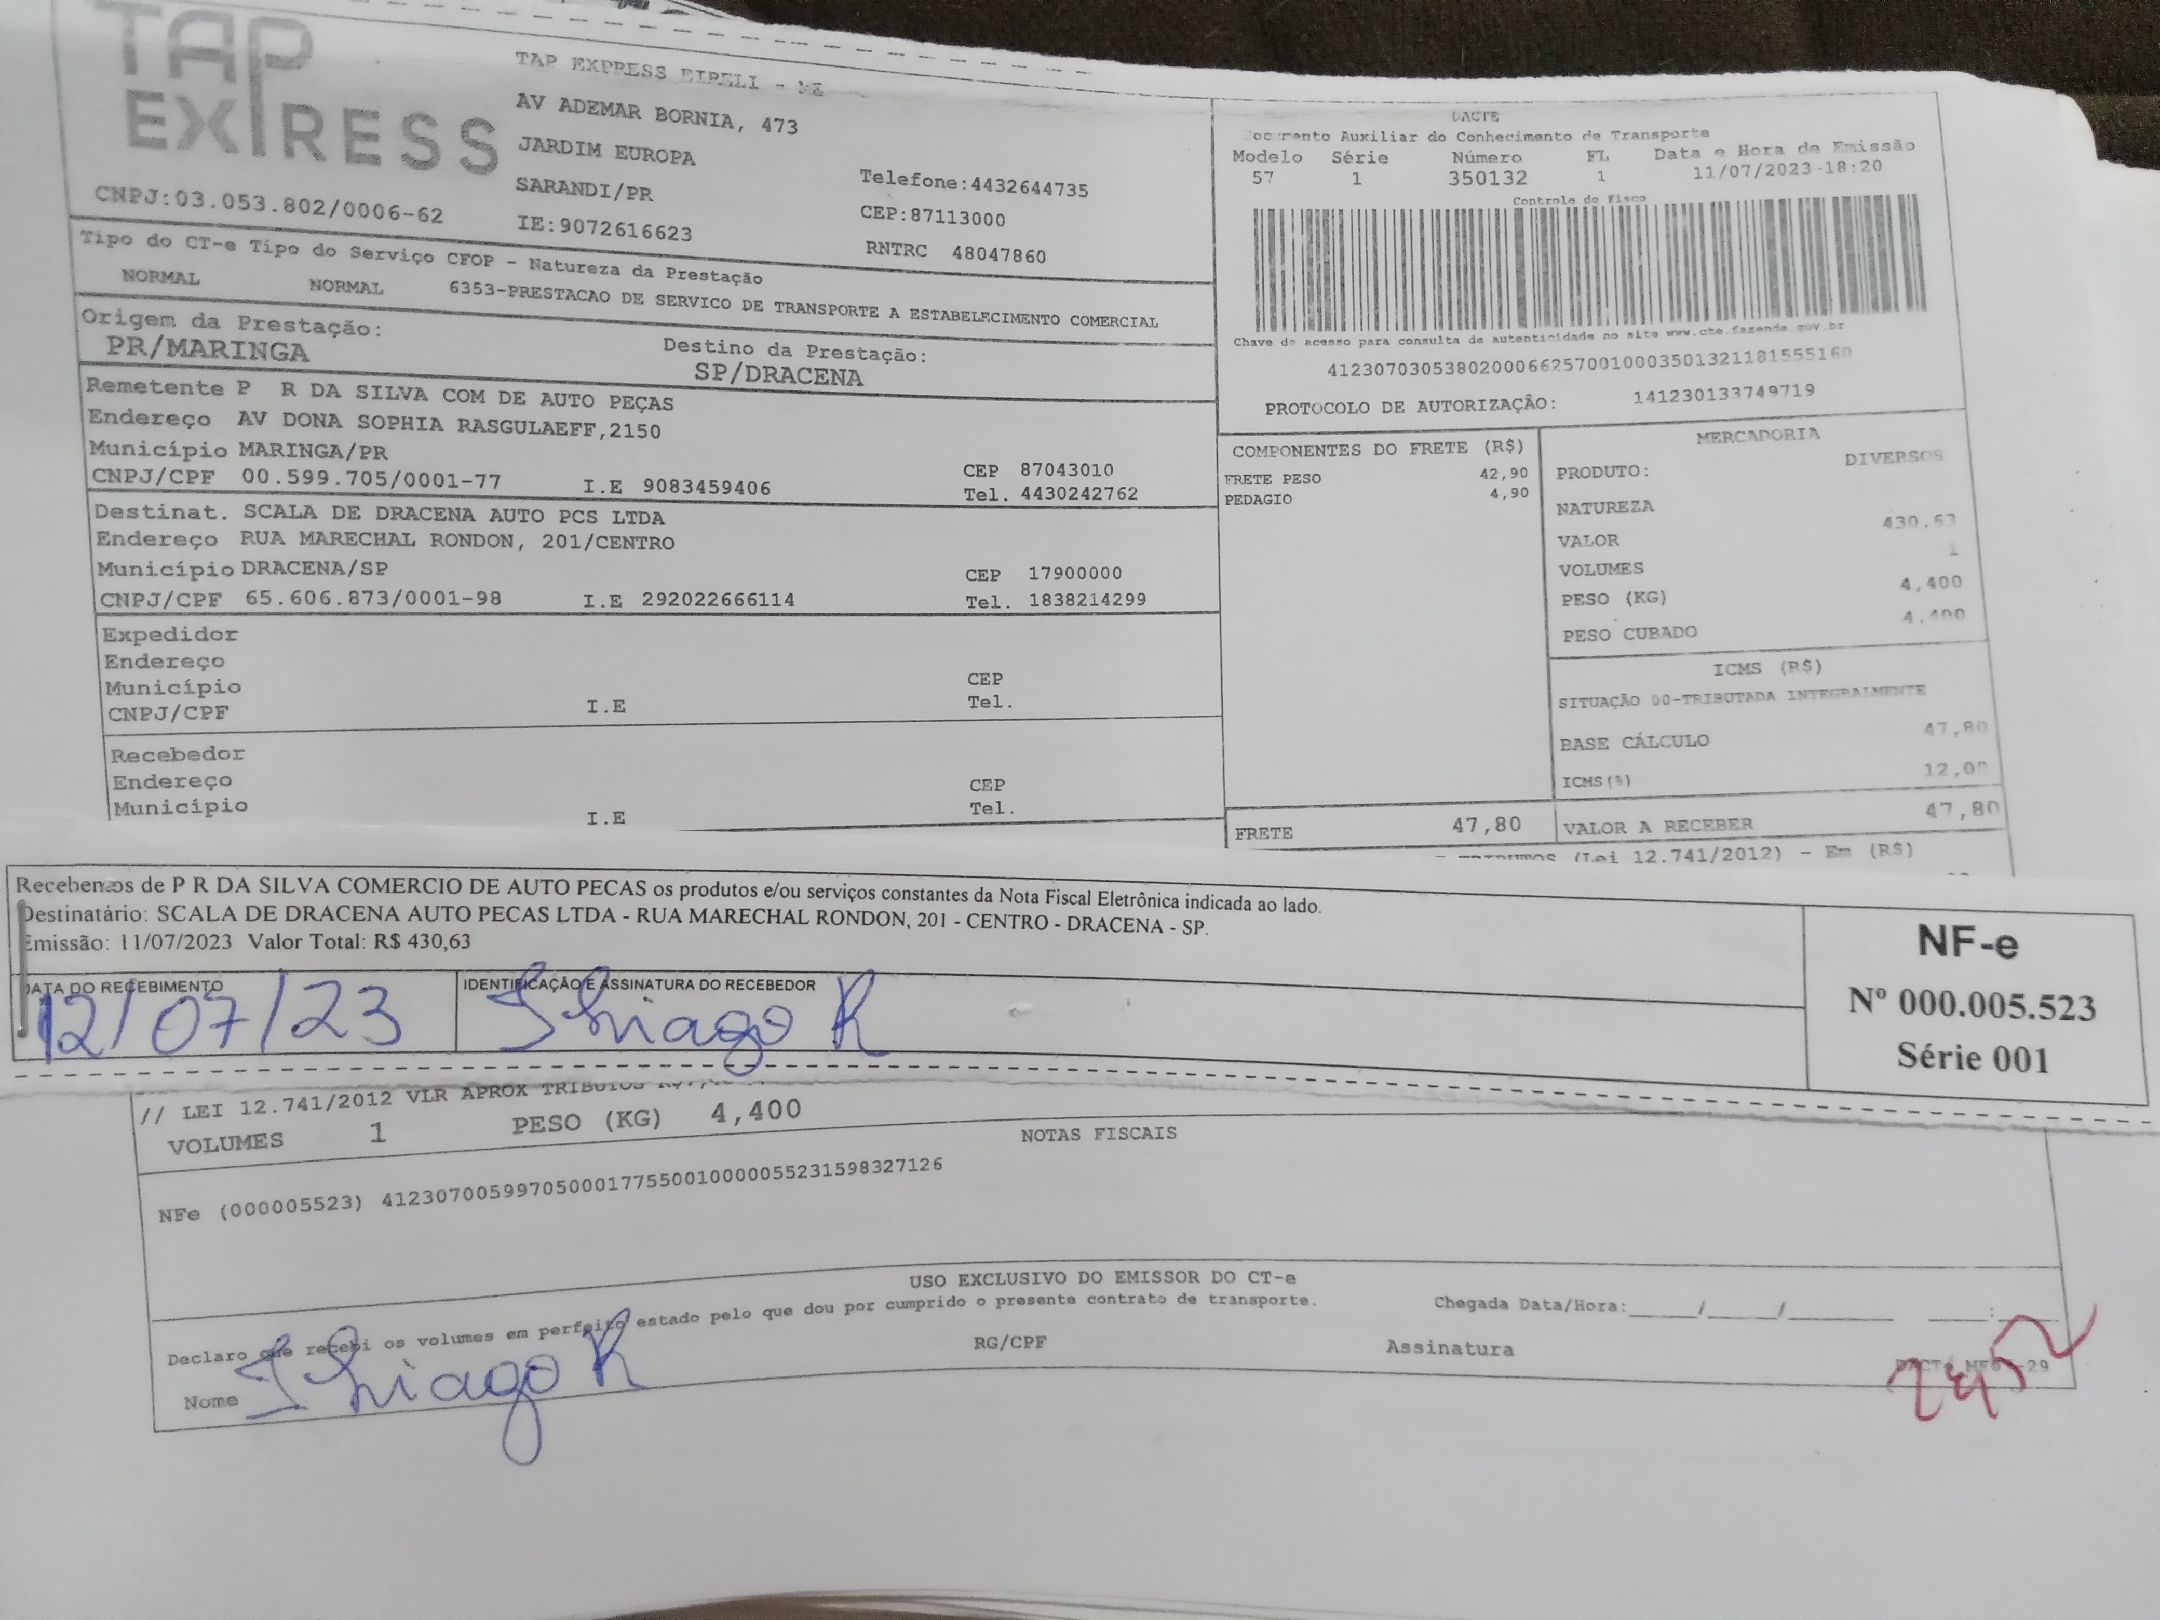 TAP EXPRESS
TAP EXPRESS EIRELI - ME
AV ADEMAR BORNIA, 473
JARDIM EUROPA
SARANDI/PR
Telefone:4432644735
CEP:87113000
CNPJ:03.053.802/0006-62
IE:9072616623
RNTRC 48047860
DACTE
Documento Auxiliar do Conhecimento de Transporte
Modelo Série Número FL Data e Hora de Emissão
57 1 350132 1 11/07/2023-18:20
Controle do Fisco
Chave de acesso para consulta de autenticidade no site www.cte.fazenda.gov.br
41230703053802000662570010003501321181555160
PROTOCOLO DE AUTORIZAÇÃO: 141230133749719
Tipo do CT-e Tipo do Serviço CFOP - Natureza da Prestação
NORMAL NORMAL 6353-PRESTACAO DE SERVICO DE TRANSPORTE A ESTABELECIMENTO COMERCIAL
Origem da Prestação: Destino da Prestação:
PR/MARINGA SP/DRACENA
Remetente P R DA SILVA COM DE AUTO PEÇAS
Endereço AV DONA SOPHIA RASGULAEFF,2150
Município MARINGA/PR CEP 87043010
CNPJ/CPF 00.599.705/0001-77 I.E 9083459406 Tel. 4430242762
Destinat. SCALA DE DRACENA AUTO PCS LTDA
Endereço RUA MARECHAL RONDON, 201/CENTRO
Município DRACENA/SP CEP 17900000
CNPJ/CPF 65.606.873/0001-98 I.E 292022666114 Tel. 1838214299
Expedidor
Endereço
Município CEP
CNPJ/CPF I.E Tel.
Recebedor
Endereço CEP
Município I.E Tel.
COMPONENTES DO FRETE (R$)
FRETE PESO 42,90
PEDAGIO 4,90
MERCADORIA
PRODUTO: DIVERSOS
NATUREZA
VALOR 430,63
VOLUMES 1
PESO (KG) 4,400
PESO CUBADO 4,400
ICMS (R$)
SITUAÇÃO 00-TRIBUTADA INTEGRALMENTE
BASE CÁLCULO 47,80
ICMS(%) 12,00
FRETE 47,80 VALOR A RECEBER 47,80
TRIBUTOS (Lei 12.741/2012) - Em (R$)
Recebemos de P R DA SILVA COMERCIO DE AUTO PECAS os produtos e/ou serviços constantes da Nota Fiscal Eletrônica indicada ao lado.
Destinatário: SCALA DE DRACENA AUTO PECAS LTDA - RUA MARECHAL RONDON, 201 - CENTRO - DRACENA - SP.
Emissão: 11/07/2023 Valor Total: R$ 430,63
DATA DO RECEBIMENTO IDENTIFICAÇÃO E ASSINATURA DO RECEBEDOR
12/07/23 Thiago R
NF-e
Nº 000.005.523
Série 001
// LEI 12.741/2012 VLR APROX TRIBUTOS
VOLUMES 1 PESO (KG) 4,400
NOTAS FISCAIS
NFe (000005523) 41230700599705000177550010000055231598327126
USO EXCLUSIVO DO EMISSOR DO CT-e
Declaro que recebi os volumes em perfeito estado pelo que dou por cumprido o presente contrato de transporte. Chegada Data/Hora:_____/_____/_______ ____:
Nome Thiago R RG/CPF Assinatura